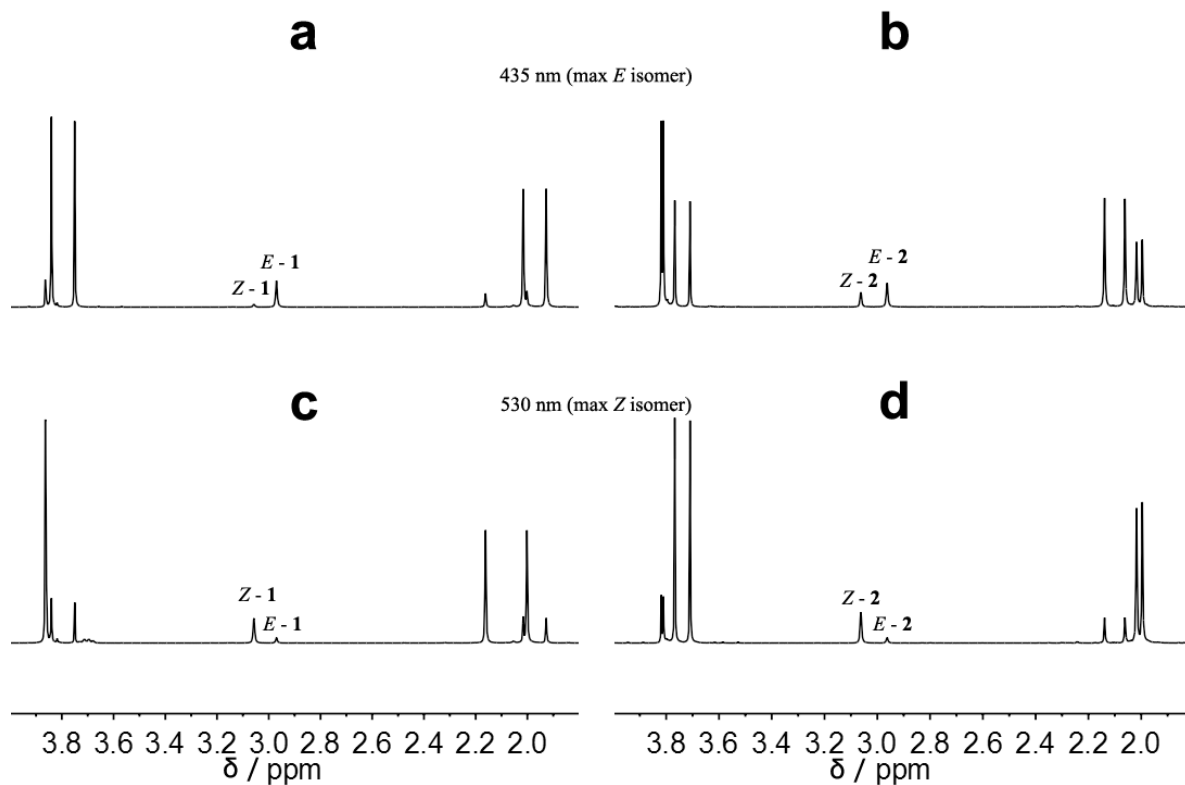 a
b
435 nm (max E isomer)
E - 1
Z - 1
E - 2
Z - 2
c
d
530 nm (max Z isomer)
Z - 1
E - 1
Z - 2
E - 2
3.8 3.6 3.4 3.2 3.0 2.8 2.6 2.4 2.2 2.0
δ / ppm
3.8 3.6 3.4 3.2 3.0 2.8 2.6 2.4 2.2 2.0
δ / ppm